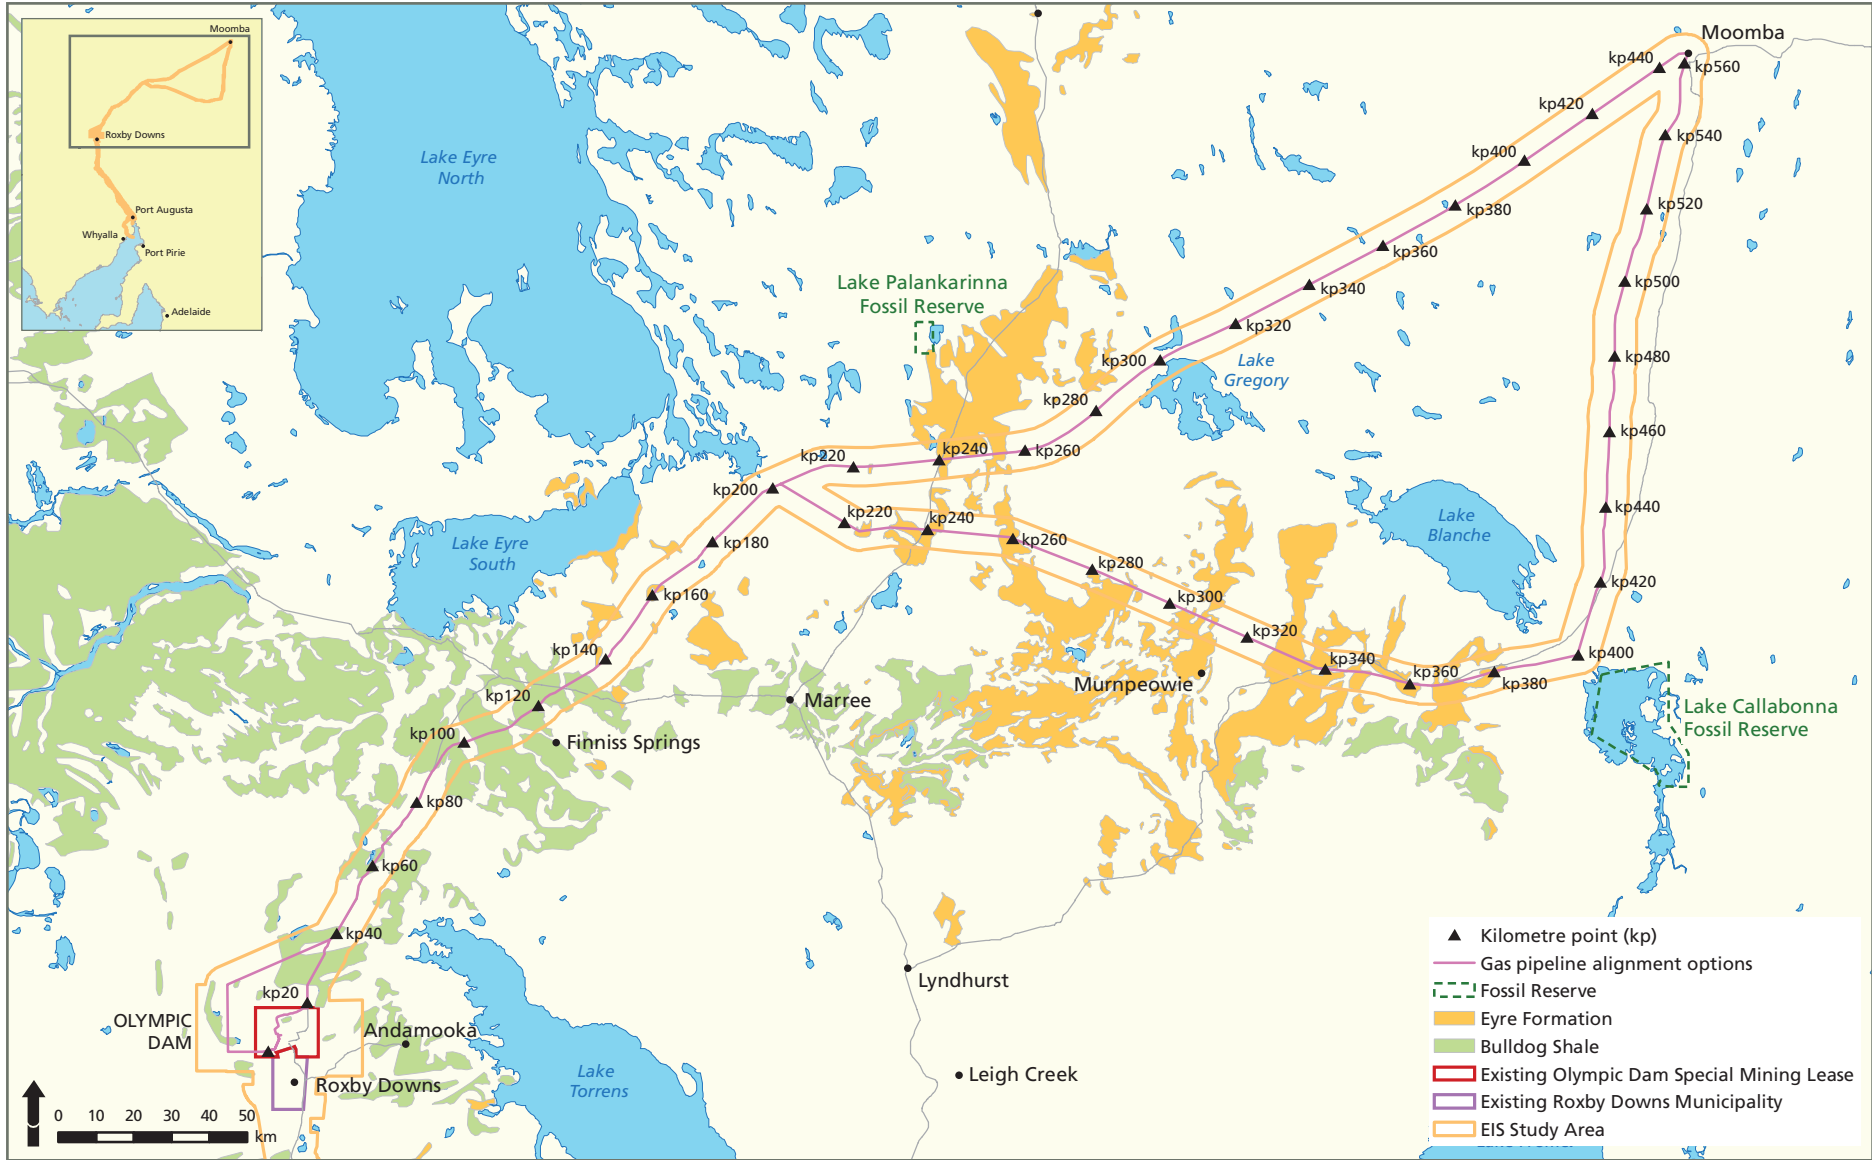 Moomba
Roxby Downs
Port Augusta
Whyalla
Port Pirie
Adelaide
Lake Eyre
North
Moomba
kp440
kp560
kp420
kp540
kp400
kp380
kp520
kp360
kp500
kp340
kp320
kp480
Lake Palankarinna
Fossil Reserve
kp300
Lake
Gregory
kp280
kp460
kp220
kp240
kp260
kp200
kp220
kp240
kp260
kp440
Lake
Blanche
Lake Eyre
South
kp180
kp280
kp420
kp160
kp300
kp320
kp140
kp340
kp360
kp380
kp400
kp120
Marree
Murnpeowie
Lake Callabonna
Fossil Reserve
kp100
Finniss Springs
kp80
kp60
kp40
kp20
Lyndhurst
OLYMPIC
DAM
Andamooka
Roxby Downs
Lake
Torrens
Leigh Creek
0 10 20 30 40 50
km
Kilometre point (kp)
Gas pipeline alignment options
Fossil Reserve
Eyre Formation
Bulldog Shale
Existing Olympic Dam Special Mining Lease
Existing Roxby Downs Municipality
EIS Study Area